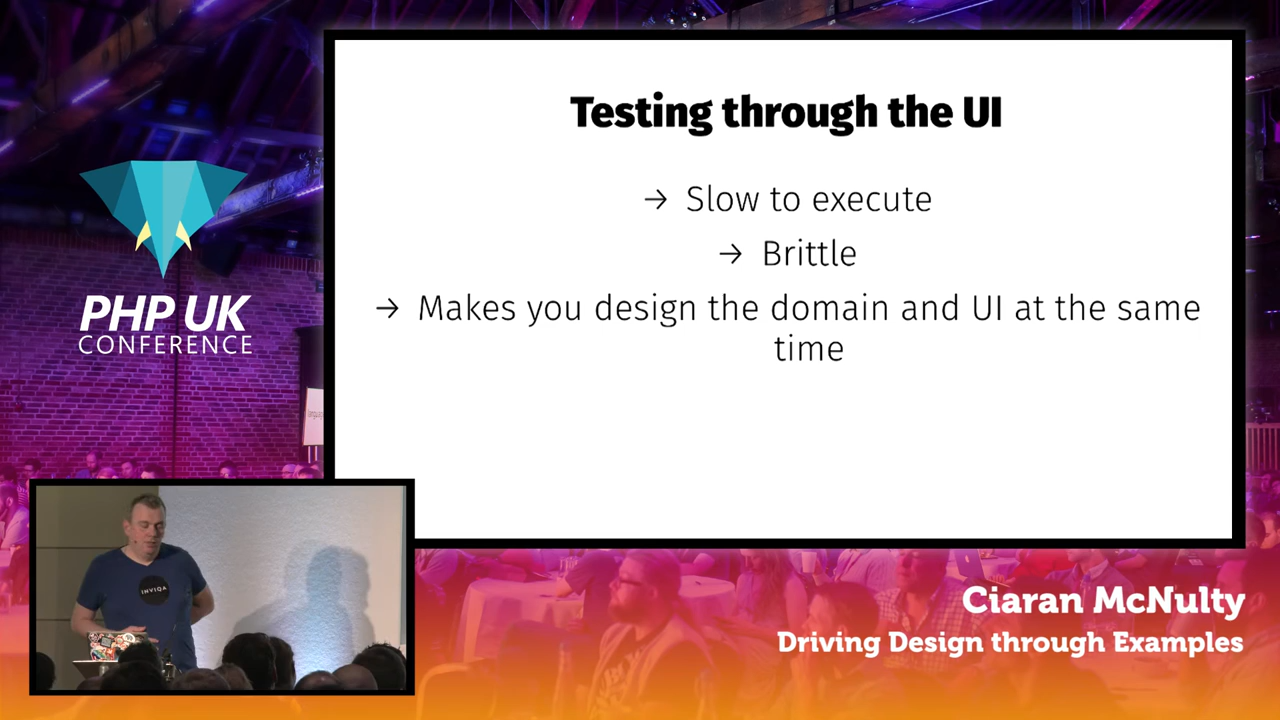 Testing through the UI
→ Slow to execute
→ Brittle
→ Makes you design the domain and UI at the same
time
PHP UK
CONFERENCE
INVIQA
Ciaran McNulty
Driving Design through Examples